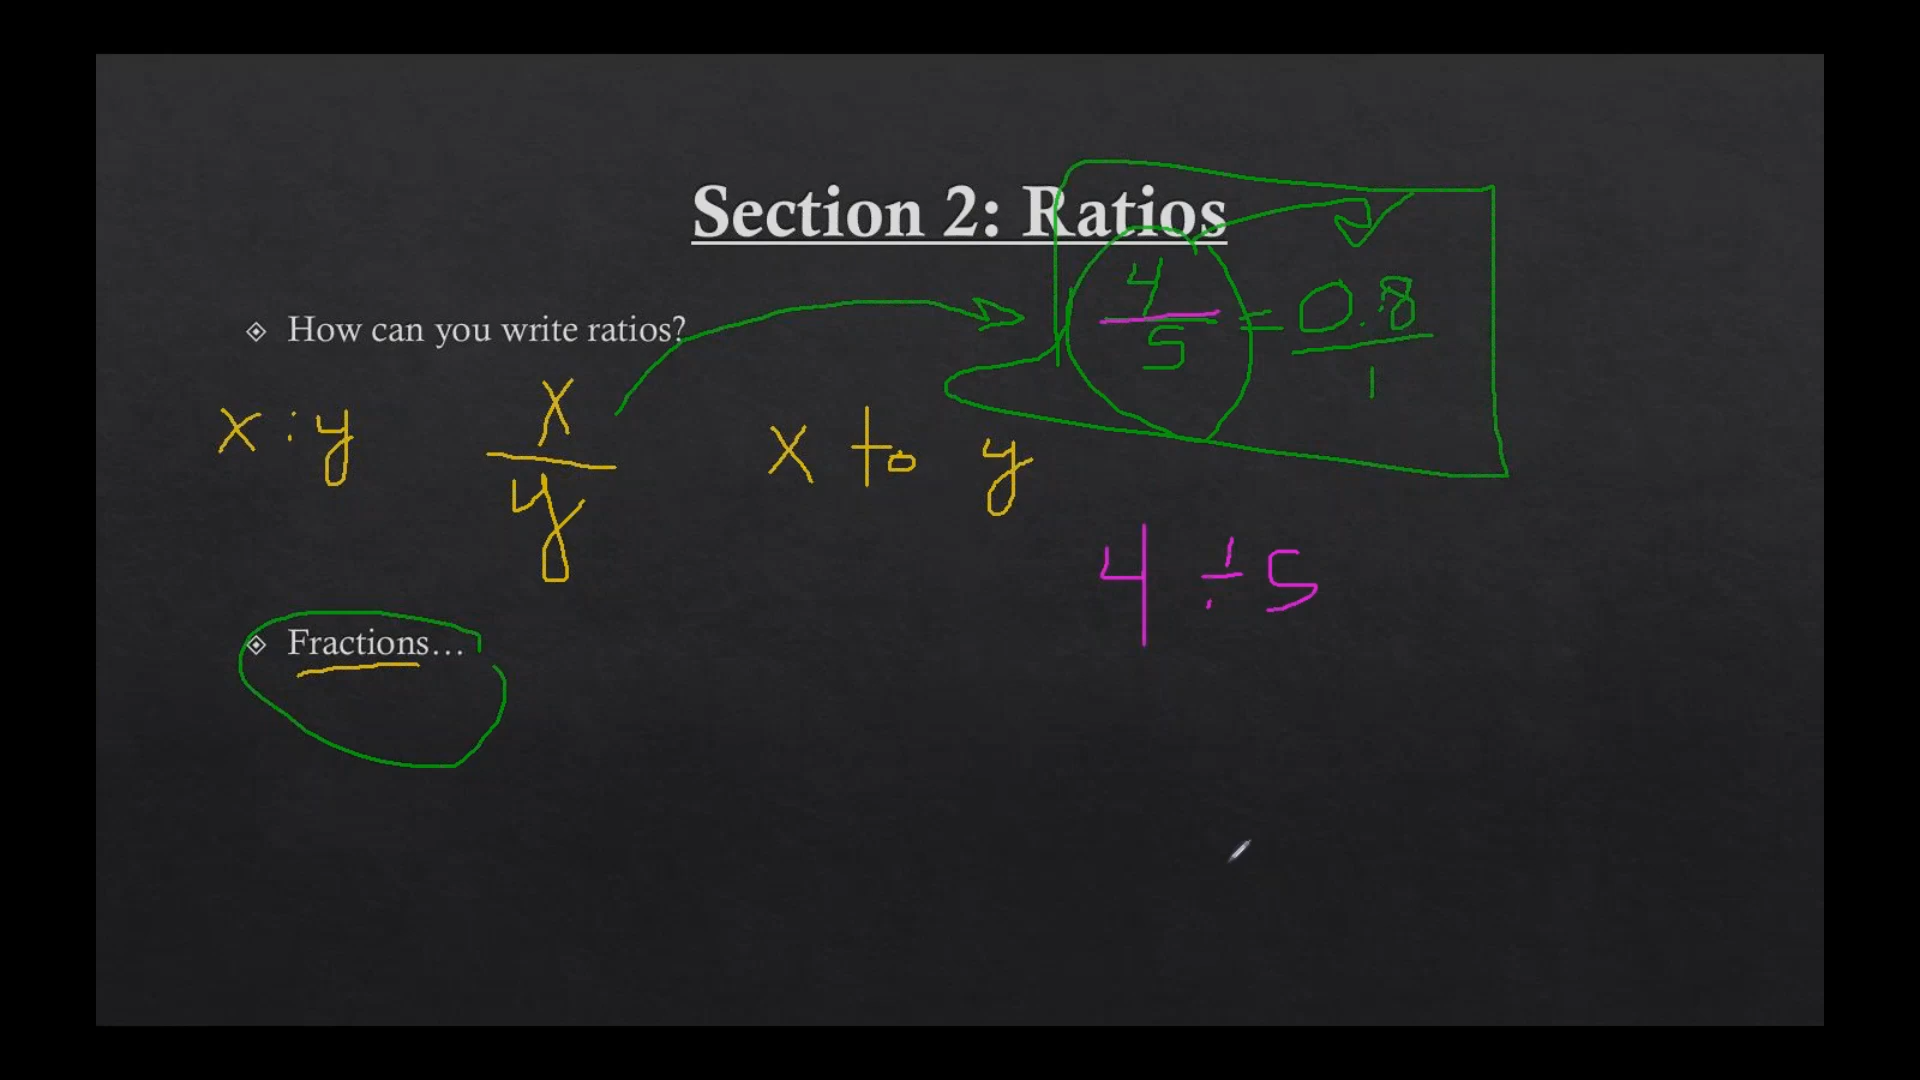 Section 2: Ratios
How can you write ratios?
4/5 = 0.8/1
x : y   x/y   x to y
4 ÷ 5
Fractions...